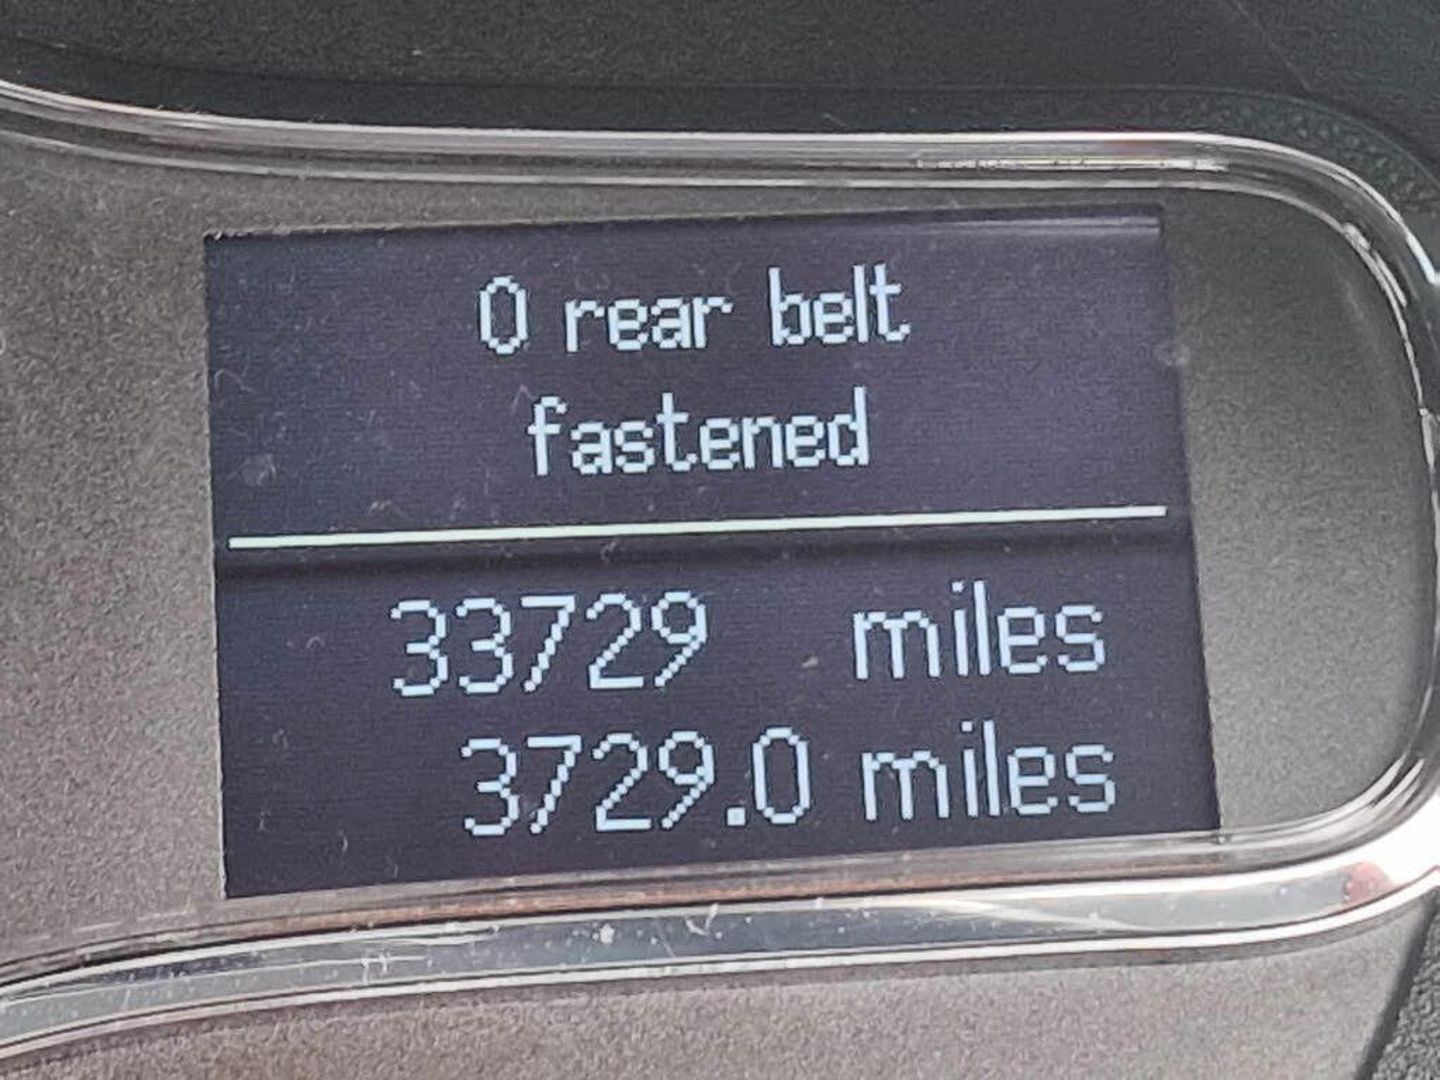 0 rear belt
fastened
33729 miles
3729.0 miles